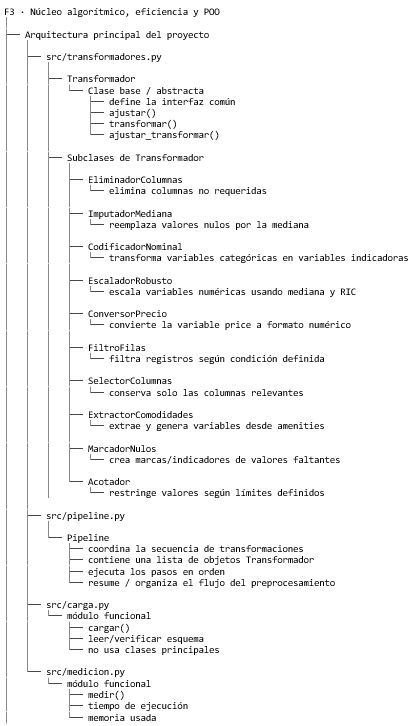 F3 · Núcleo algorítmico, eficiencia y POO
Arquitectura principal del proyecto
src/transformadores.py
Transformador
Clase base / abstracta
define la interfaz común
ajustar()
transformar()
ajustar_transformar()
Subclases de Transformador
EliminadorColumnas
elimina columnas no requeridas
ImputadorMediana
reemplaza valores nulos por la mediana
CodificadorNominal
transforma variables categóricas en variables indicadoras
EscaladorRobusto
escala variables numéricas usando mediana y RIC
ConversorPrecio
convierte la variable price a formato numérico
FiltroFilas
filtra registros según condición definida
SelectorColumnas
conserva solo las columnas relevantes
ExtractorComodidades
extrae y genera variables desde amenities
MarcadorNulos
crea marcas/indicadores de valores faltantes
Acotador
restringe valores según límites definidos
src/pipeline.py
Pipeline
coordina la secuencia de transformaciones
contiene una lista de objetos Transformador
ejecuta los pasos en orden
resume / organiza el flujo del preprocesamiento
src/carga.py
módulo funcional
cargar()
leer/verificar esquema
no usa clases principales
src/medicion.py
módulo funcional
medir()
tiempo de ejecución
memoria usada